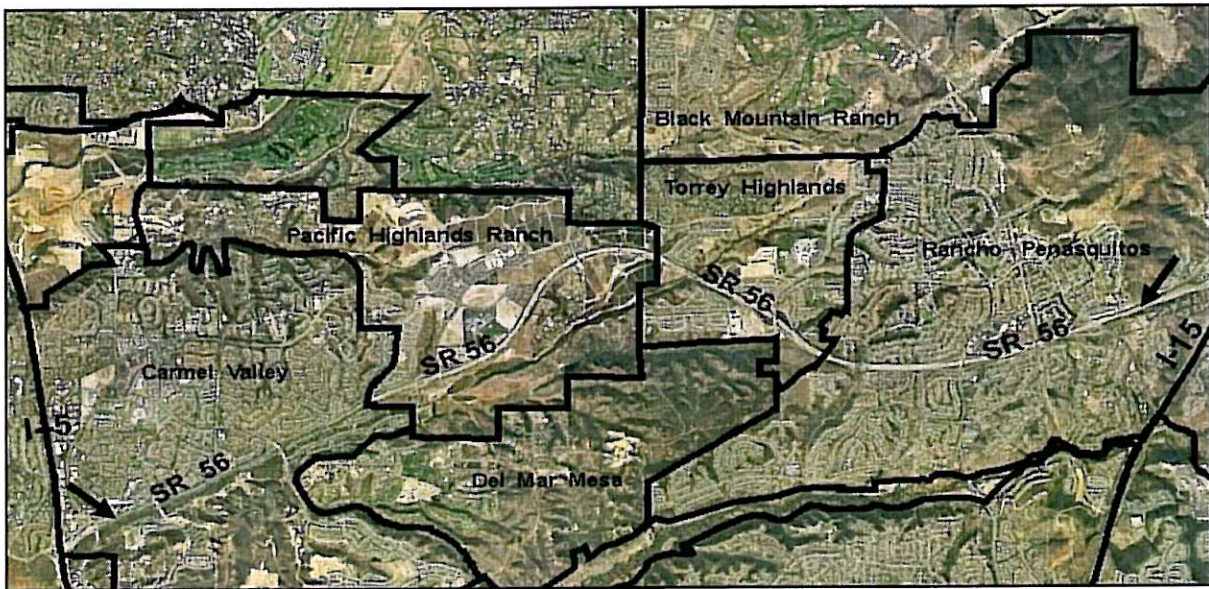 Black Mountain Ranch
Torrey Highlands
Pacific Highlands Ranch
Rancho Penasquitos
SR 56
SR 56
SR 56
I-15
Carmel Valley
I-5
SR 56
Del Mar Mesa